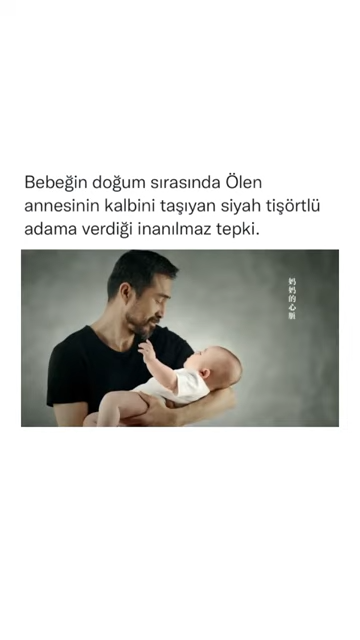 Bebeğin doğum sırasında Ölen
annesinin kalbini taşıyan siyah tişörtlü
adama verdiği inanılmaz tepki.
妈妈的心脏